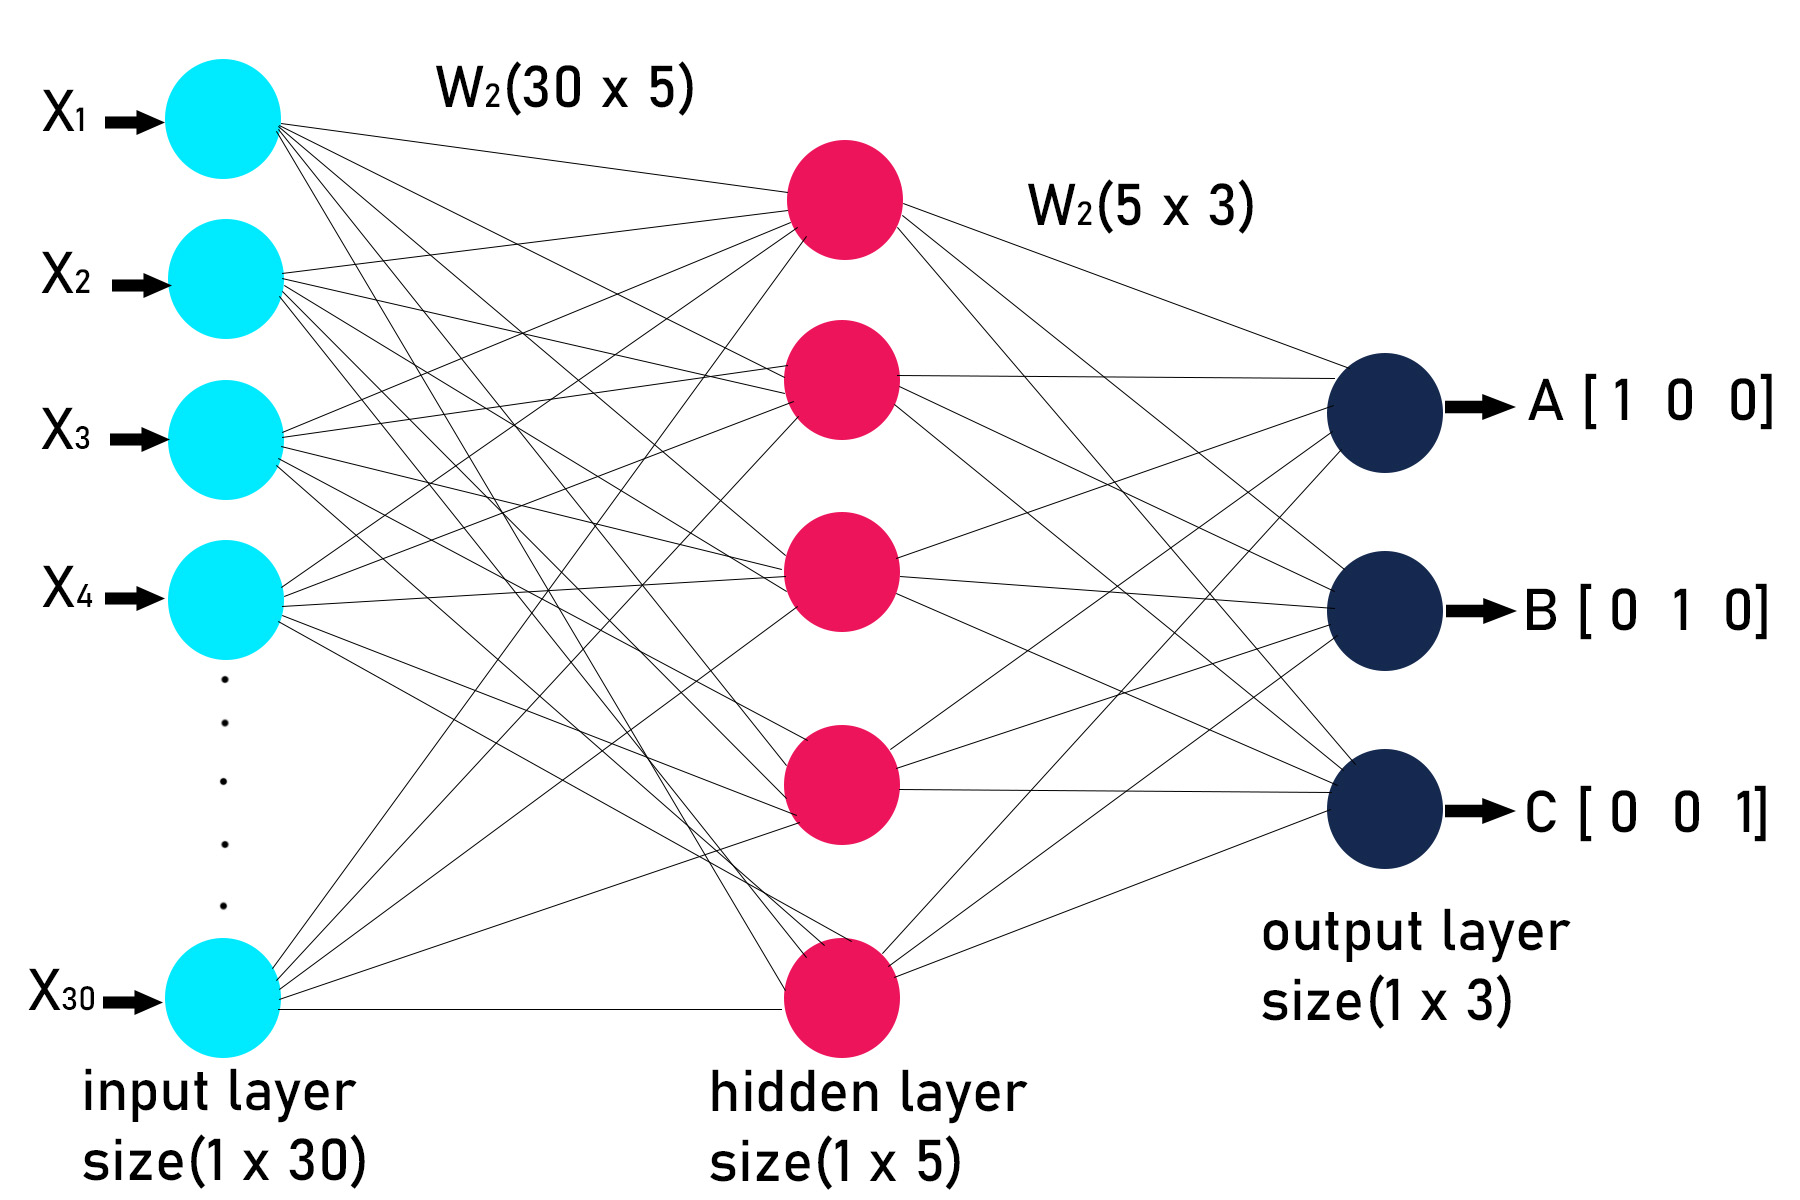 X1
W2(30 x 5)
X2
W2(5 x 3)
X3
A [ 1 0 0]
X4
B [ 0 1 0]
C [ 0 0 1]
X30
output layer
size(1 x 3)
input layer
size(1 x 30)
hidden layer
size(1 x 5)